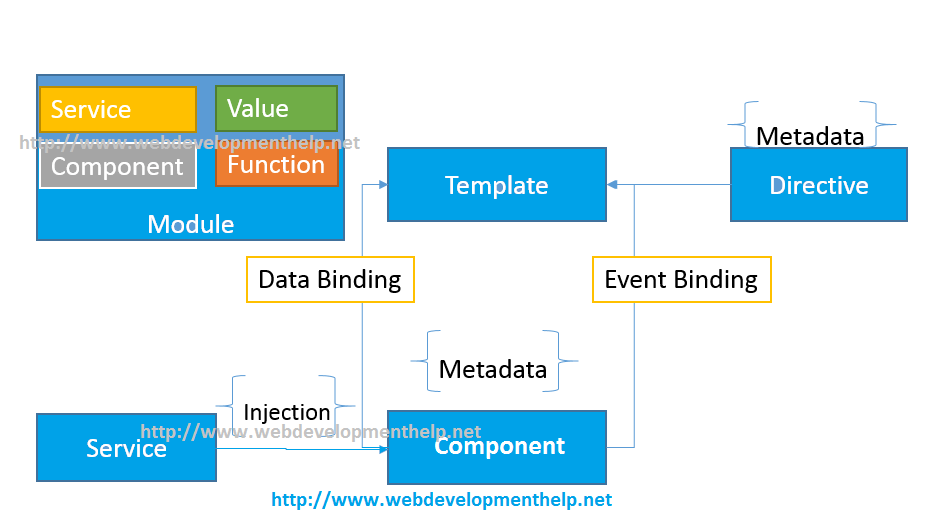 Service
Value
http://www.webdevelopmenthelp.net
Component
Function
Module
Metadata
Template
Directive
Data Binding
Event Binding
Metadata
Injection
http://www.webdevelopmenthelp.net
Service
Component
http://www.webdevelopmenthelp.net